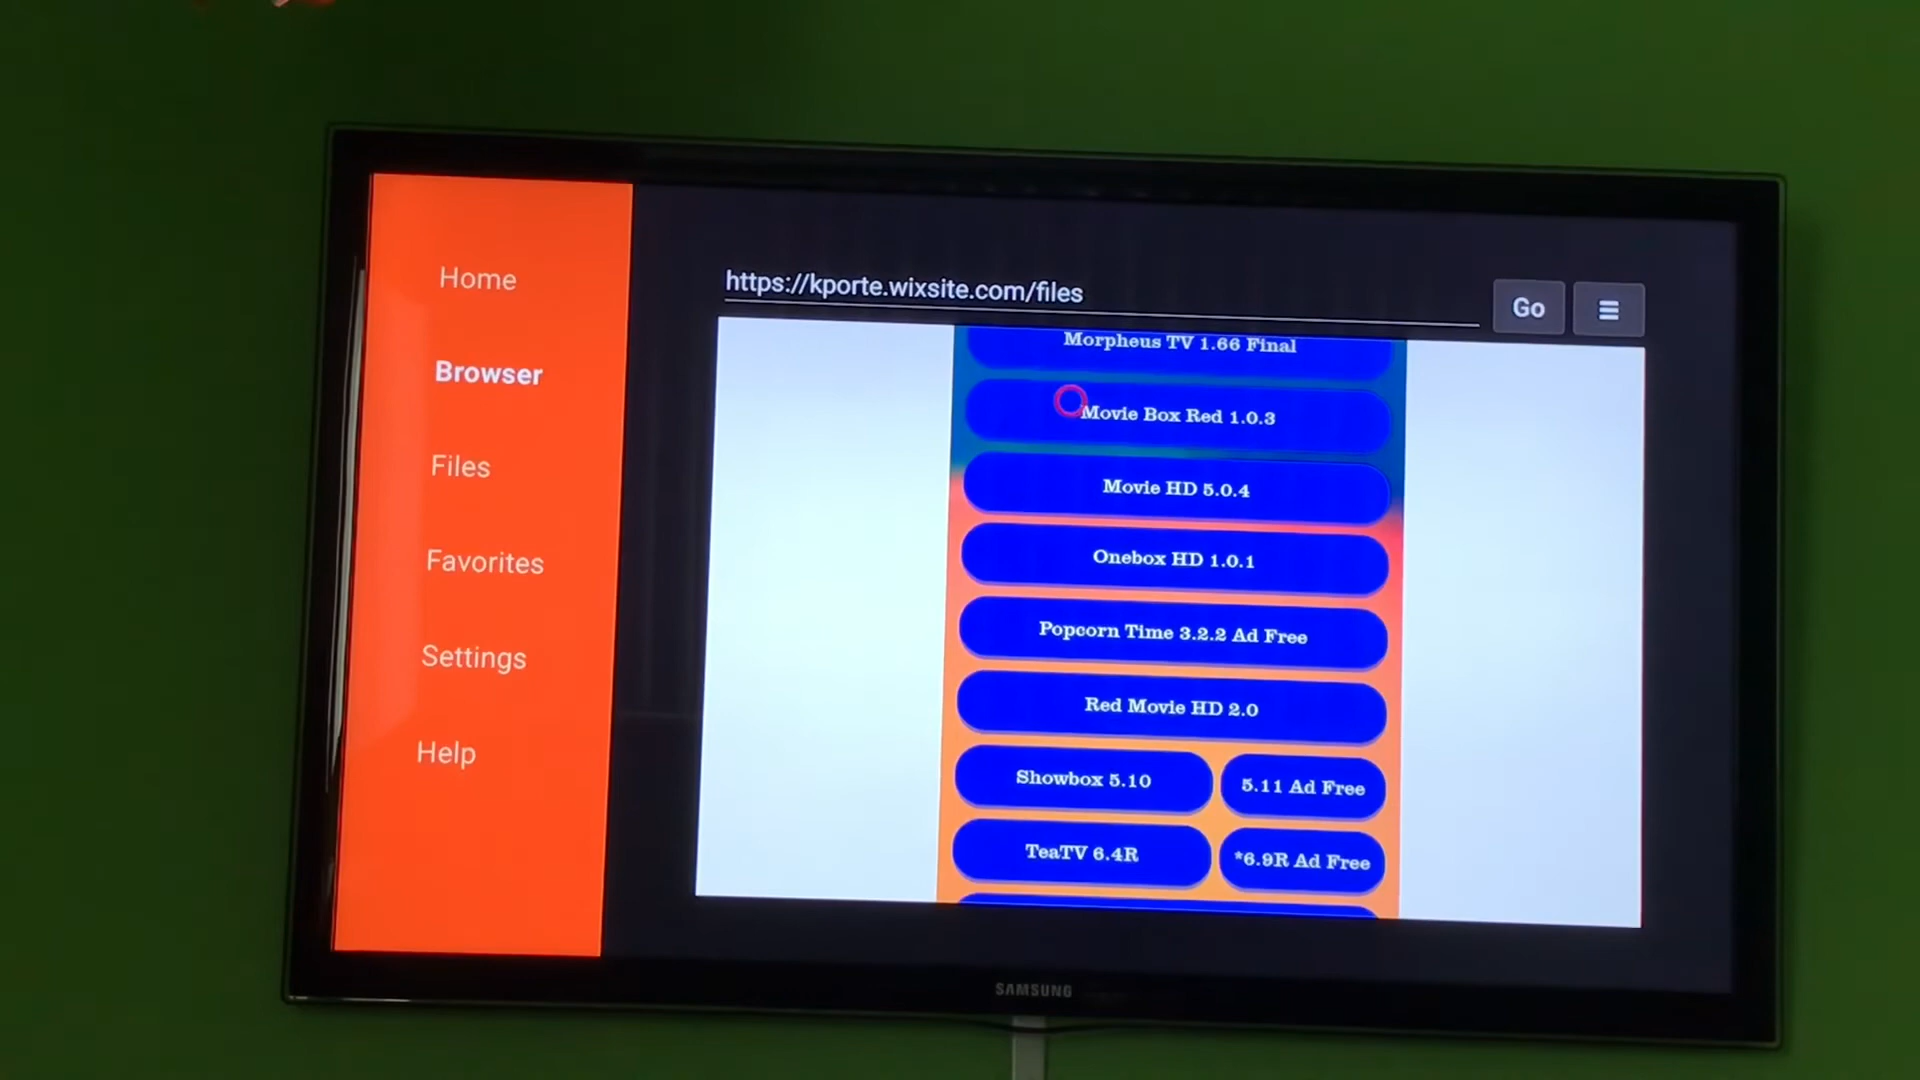 Home
Browser
Files
Favorites
Settings
Help
https://kporte.wixsite.com/files
Go
Morpheus TV 1.66 Final
Movie Box Red 1.0.3
Movie HD 5.0.4
Onebox HD 1.0.1
Popcorn Time 3.2.2 Ad Free
Red Movie HD 2.0
Showbox 5.10
5.11 Ad Free
TeaTV 6.4R
*6.9R Ad Free
SAMSUNG